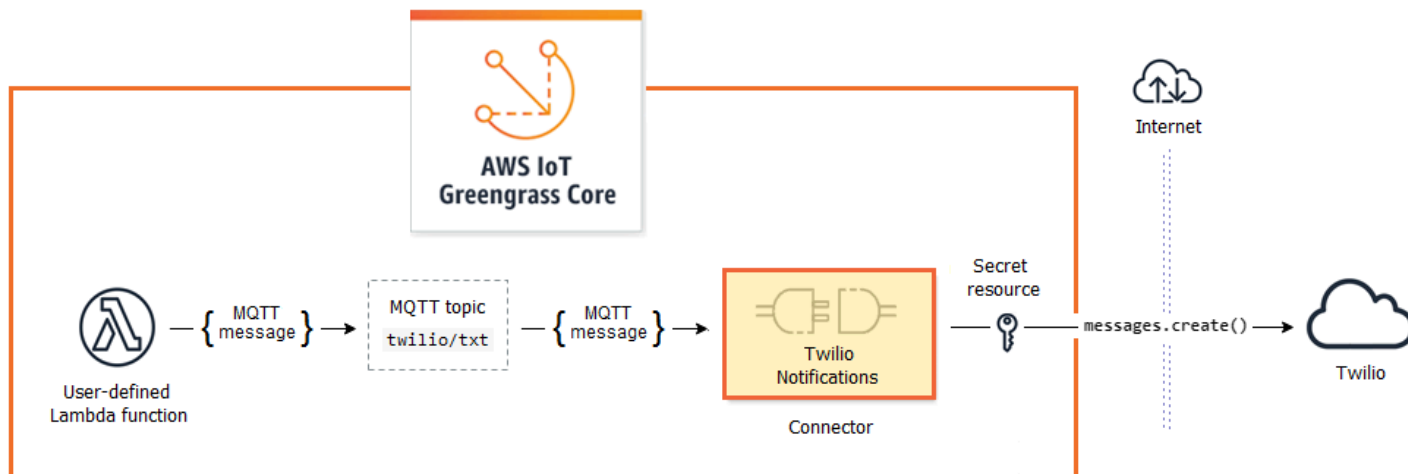 AWS IoT
Greengrass Core
Internet
Secret
resource
MQTT
message
MQTT topic
twilio/txt
MQTT
message
messages.create()
Twilio
Notifications
Twilio
User-defined
Lambda function
Connector